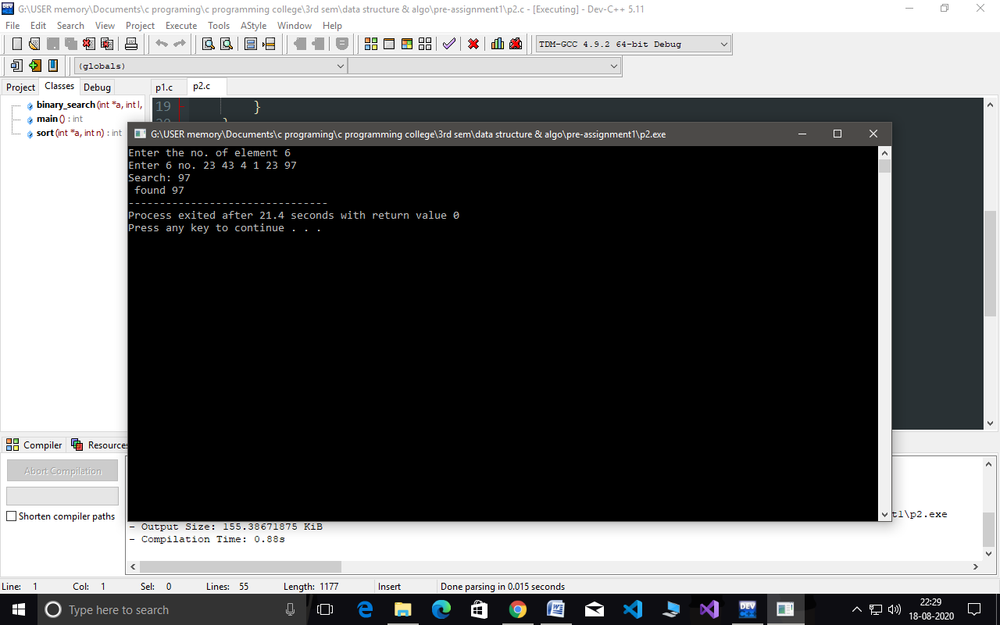 G:\USER memory\Documents\c programing\c programming college\3rd sem\data structure & algo\pre-assignment1\p2.c - [Executing] - Dev-C++ 5.11
File Edit Search View Project Execute Tools AStyle Window Help
TDM-GCC 4.9.2 64-bit Debug
(globals)
Project Classes Debug p1.c p2.c
binary_search (int *a, int l,
main () : int
sort (int *a, int n) : int
19 }
G:\USER memory\Documents\c programing\c programming college\3rd sem\data structure & algo\pre-assignment1\p2.exe
Enter the no. of element 6
Enter 6 no. 23 43 4 1 23 97
Search: 97
found 97
--------------------------------
Process exited after 21.4 seconds with return value 0
Press any key to continue . . .
Compiler Resources
Abort Compilation
Shorten compiler paths
t1\p2.exe
- Output Size: 155.38671875 KiB
- Compilation Time: 0.88s
Line: 1 Col: 1 Sel: 0 Lines: 55 Length: 1177 Insert Done parsing in 0.015 seconds
Type here to search
DEV
22:29
18-08-2020